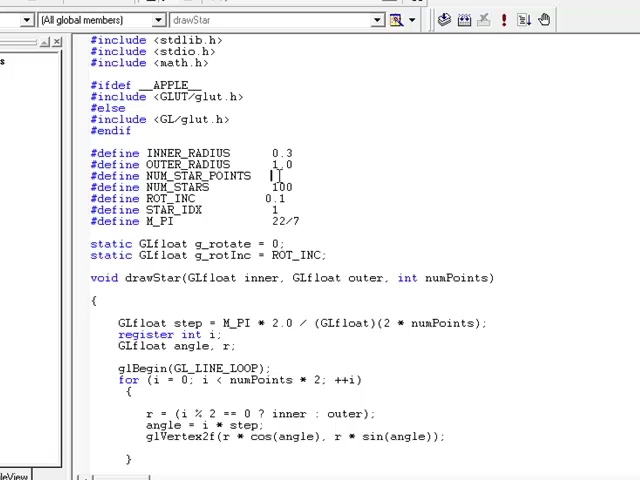 (All global members) drawStar
#include <stdlib.h>
#include <stdio.h>
#include <math.h>
#ifdef __APPLE__
#include <GLUT/glut.h>
#else
#include <GL/glut.h>
#endif
#define INNER_RADIUS 0.3
#define OUTER_RADIUS 1.0
#define NUM_STAR_POINTS
#define NUM_STARS 100
#define ROT_INC 0.1
#define STAR_IDX 1
#define M_PI 22/7
static GLfloat g_rotate = 0;
static GLfloat g_rotInc = ROT_INC;
void drawStar(GLfloat inner, GLfloat outer, int numPoints)
{
GLfloat step = M_PI * 2.0 / (GLfloat)(2 * numPoints);
register int i;
GLfloat angle, r;
glBegin(GL_LINE_LOOP);
for (i = 0; i < numPoints * 2; ++i)
{
r = (i % 2 == 0 ? inner : outer);
angle = i * step;
glVertex2f(r * cos(angle), r * sin(angle));
}